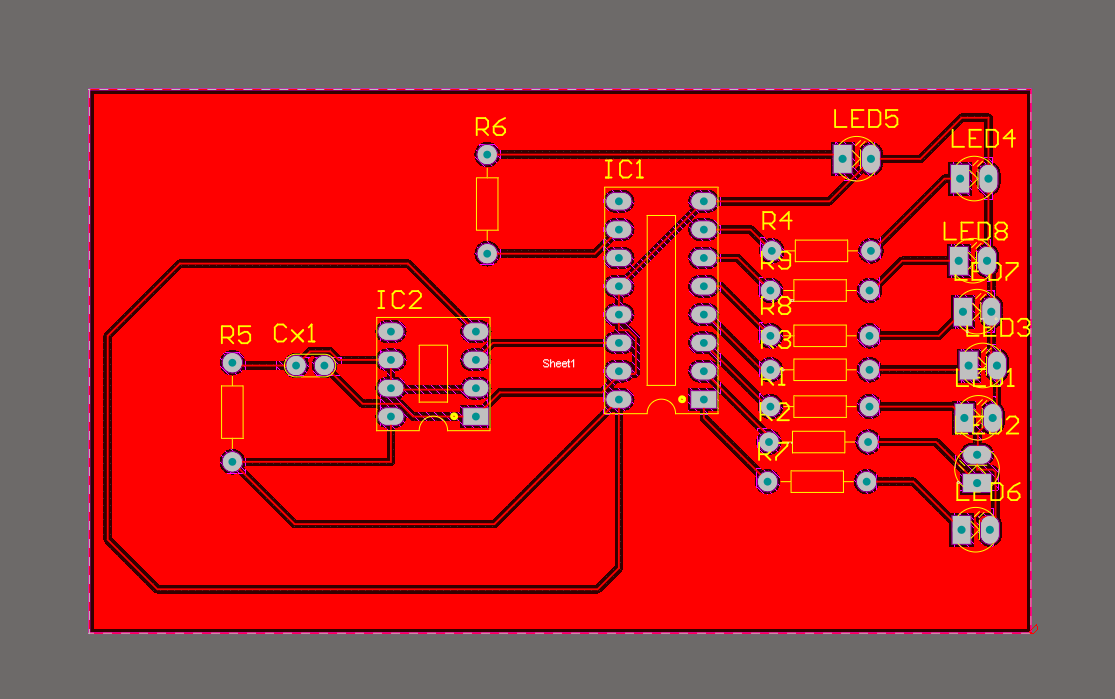 LED5
R6
LED4
IC1
R4
LED8
R9
LED7
IC2
R8
R5
Cx1
LED3
R3
Sheet1
R1
LED1
R2
LED2
R7
LED6